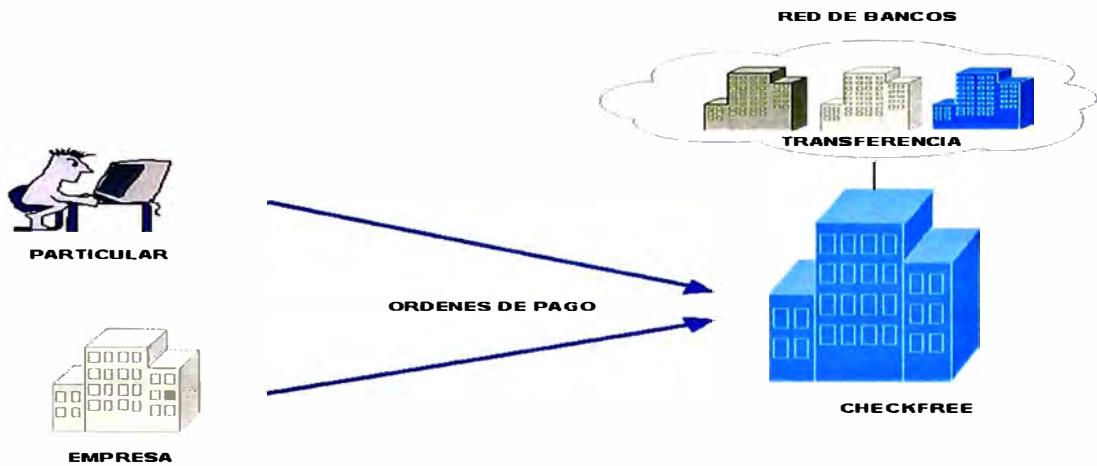 RED DE BANCOS
TRANSFERENCIA
PARTICULAR
ORDENES DE PAGO
CHECKFREE
EMPRESA